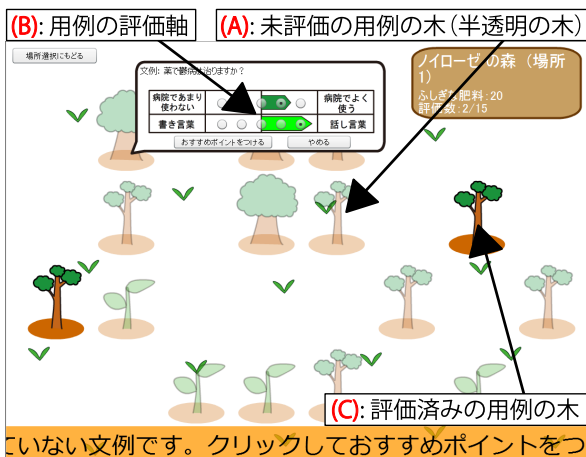 (B): 用例の評価軸
(A): 未評価の用例の木(半透明の木)
場所選択にもどる
文例: 薬で鬱病は治りますか?
病院であまり使わない
病院でよく使う
書き言葉
話し言葉
おすすめポイントをつける
やめる
ノイローゼの森（場所
1）
ふしぎな肥料:20
評価数:2/15
(C): 評価済みの用例の木
ていない文例です。クリックしておすすめポイントをつ